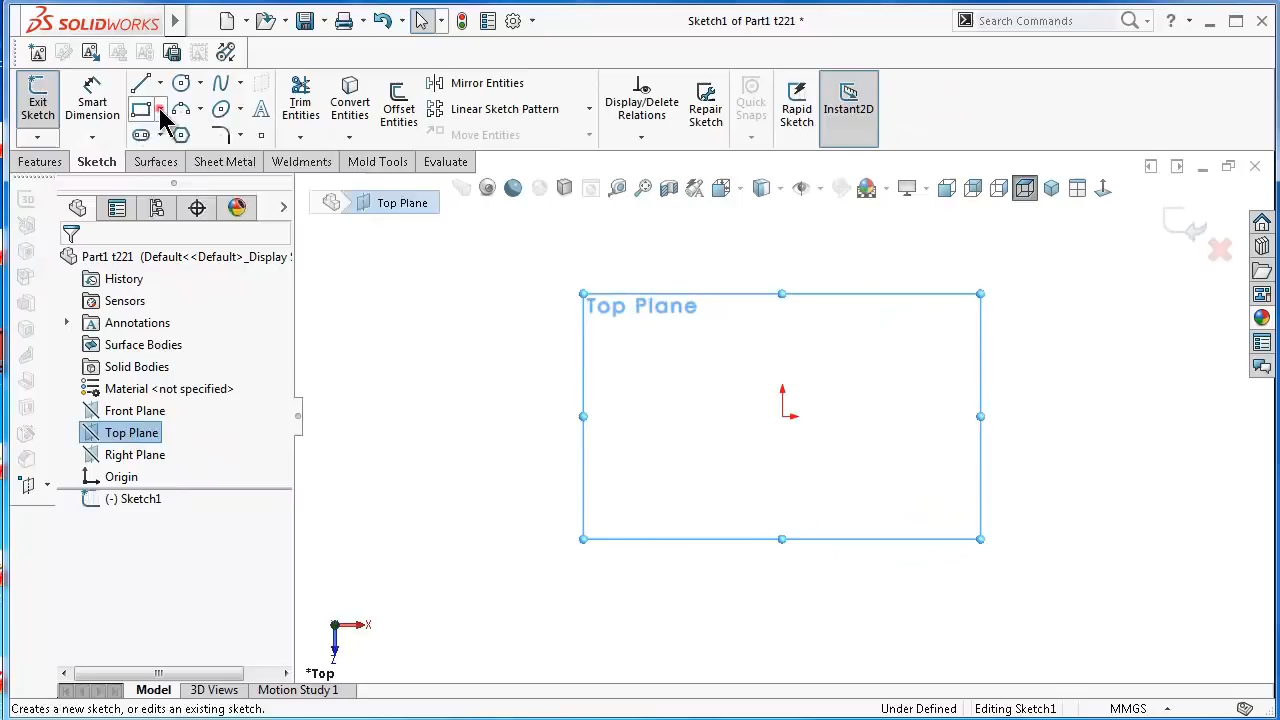 SOLIDWORKS
Sketch1 of Part1 t221 *
Search Commands
?
Exit Sketch
Smart Dimension
Trim Entities
Convert Entities
Offset Entities
Mirror Entities
Linear Sketch Pattern
Move Entities
Display/Delete Relations
Repair Sketch
Quick Snaps
Rapid Sketch
Instant2D
Features
Sketch
Surfaces
Sheet Metal
Weldments
Mold Tools
Evaluate
Top Plane
Part1 t221 (Default<<Default>_Display
History
Sensors
Annotations
Surface Bodies
Solid Bodies
Material <not specified>
Front Plane
Top Plane
Right Plane
Origin
(-) Sketch1
Top Plane
X
Z
*Top
Model
3D Views
Motion Study 1
Creates a new sketch, or edits an existing sketch.
Under Defined
Editing Sketch1
MMGS